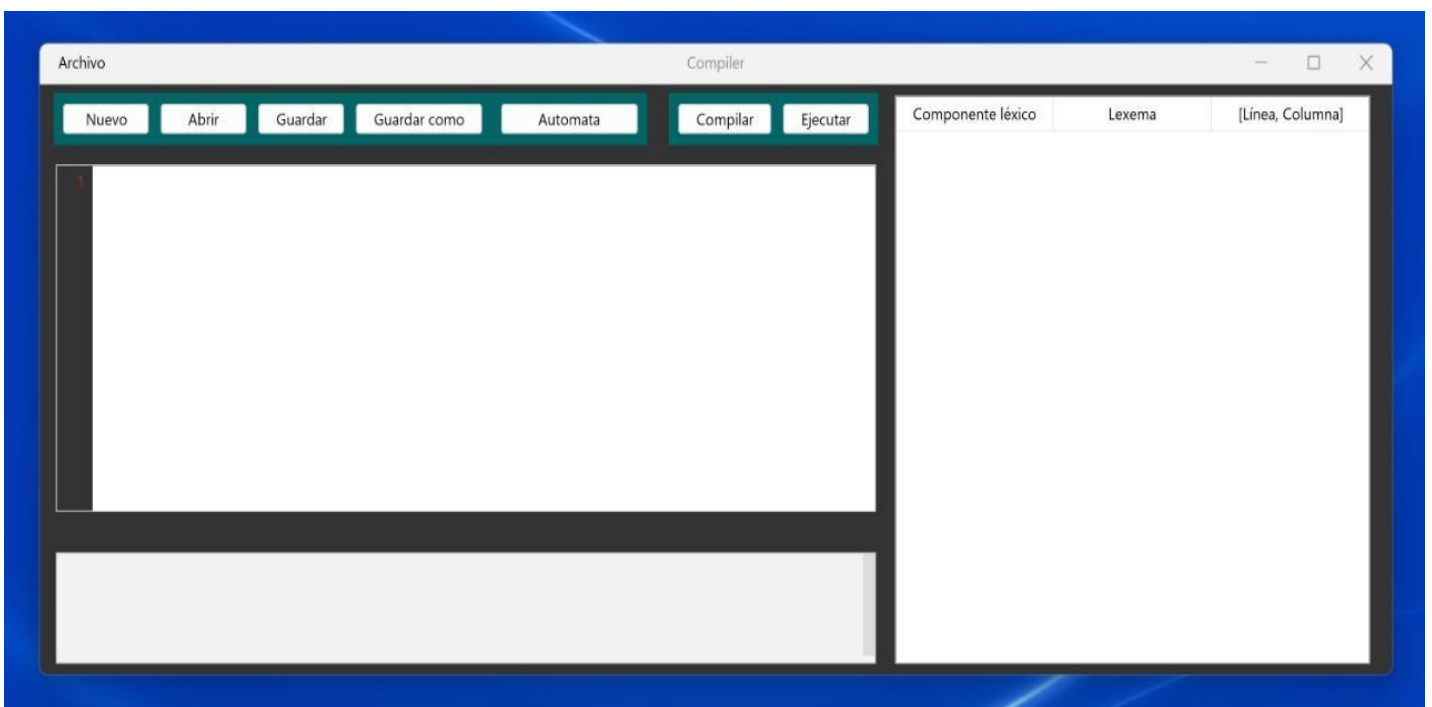 Archivo Compiler
Nuevo Abrir Guardar Guardar como Automata Compilar Ejecutar
Componente léxico Lexema [Línea, Columna]
1